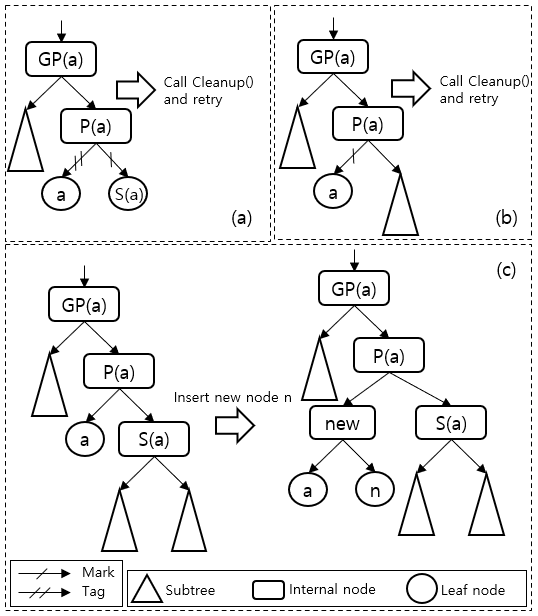 GP(a)
Call Cleanup()
and retry
P(a)
a
S(a)
(a)
GP(a)
Call Cleanup()
and retry
P(a)
a
(b)
(c)
GP(a)
P(a)
a
S(a)
Insert new node n
GP(a)
P(a)
new
S(a)
a
n
Mark
Tag
Subtree
Internal node
Leaf node